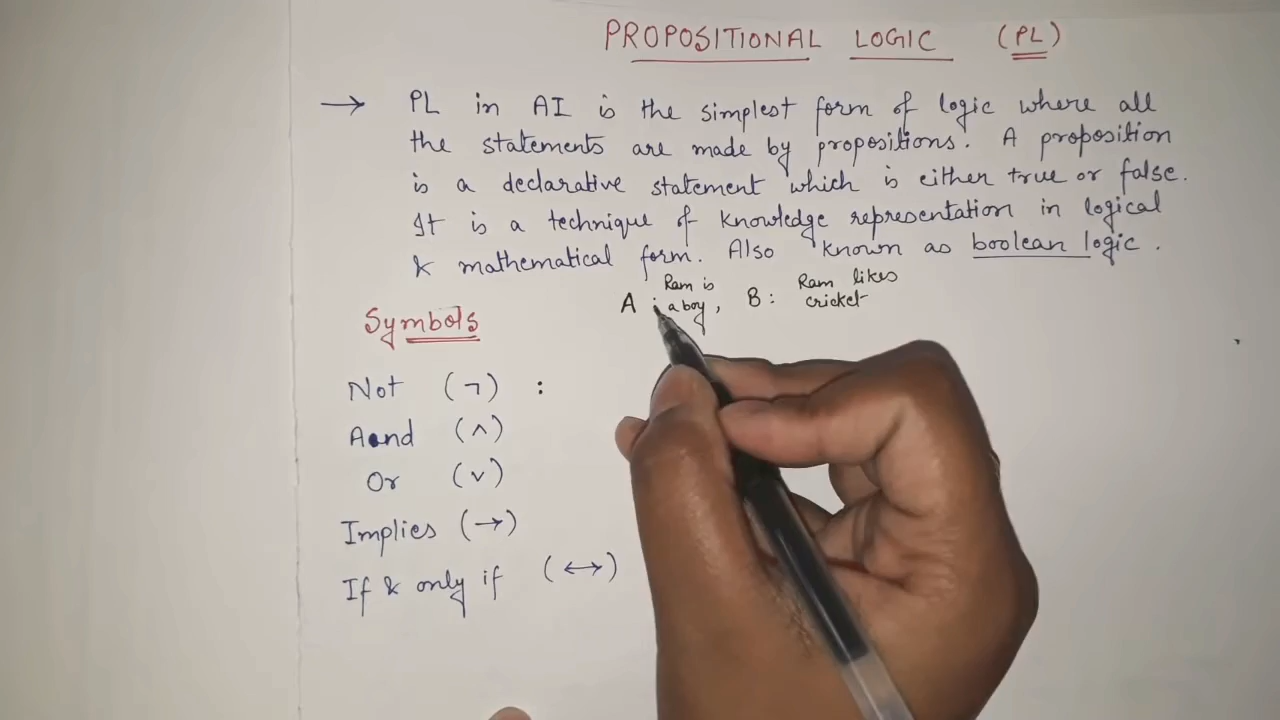 PROPOSITIONAL LOGIC (PL)
→ PL in AI is the simplest form of logic where all
the statements are made by propositions. A proposition
is a declarative statement which is either true or false.
It is a technique of knowledge representation in logical
& mathematical form. Also known as boolean logic.
A : Ram is a boy, B : Ram likes cricket
Symbols
Not (¬) :
And (∧)
Or (∨)
Implies (→)
If & only if (↔)